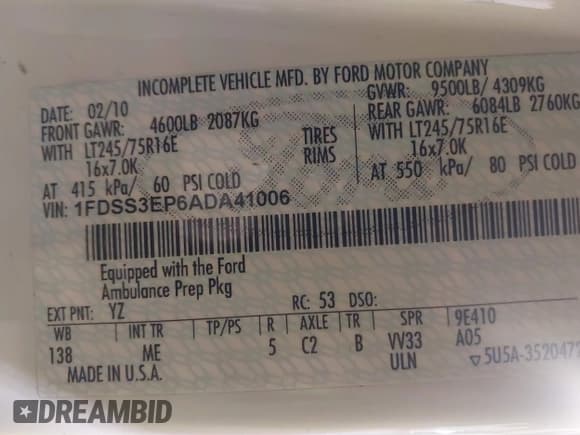 INCOMPLETE VEHICLE MFD. BY FORD MOTOR COMPANY
DATE: 02/10 GVWR: 9500LB/ 4309KG
FRONT GAWR: 4600LB 2087KG REAR GAWR: 6084LB 2760KG
WITH LT245/75R16E TIRES WITH LT245/75R16E
16x7.0K RIMS 16x7.0K
AT 415 kPa/ 60 PSI COLD AT 550 kPa/ 80 PSI COLD
VIN: 1FDSS3EP6ADA41006
Equipped with the Ford
Ambulance Prep Pkg
EXT PNT: YZ RC: 53 DSO:
WB INT TR TP/PS R AXLE TR SPR 9E410
138 ME 5 C2 B VV33 A05
MADE IN U.S.A. ULN ▽5U5A-3520472
DREAMBID